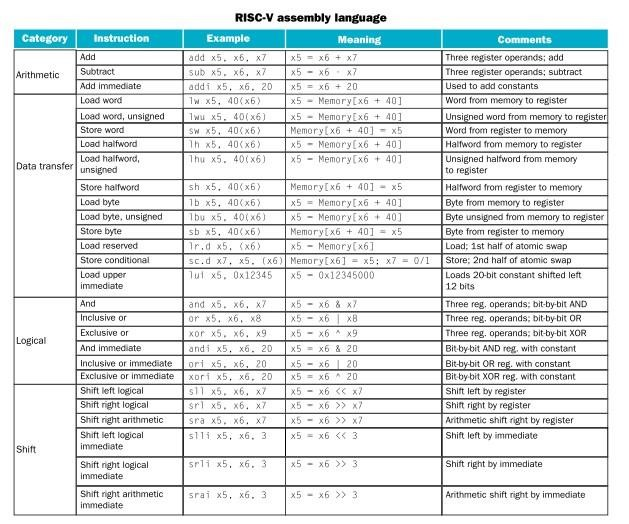 RISC-V assembly language
Category Instruction Example Meaning Comments
Arithmetic
Add add x5, x6, x7 x5 = x6 + x7 Three register operands; add
Subtract sub x5, x6, x7 x5 = x6 - x7 Three register operands; subtract
Add immediate addi x5, x6, 20 x5 = x6 + 20 Used to add constants
Data transfer
Load word lw x5, 40(x6) x5 = Memory[x6 + 40] Word from memory to register
Load word, unsigned lwu x5, 40(x6) x5 = Memory[x6 + 40] Unsigned word from memory to register
Store word sw x5, 40(x6) Memory[x6 + 40] = x5 Word from register to memory
Load halfword lh x5, 40(x6) x5 = Memory[x6 + 40] Halfword from memory to register
Load halfword, lhu x5, 40(x6) x5 = Memory[x6 + 40] Unsigned halfword from memory
unsigned to register
Store halfword sh x5, 40(x6) Memory[x6 + 40] = x5 Halfword from register to memory
Load byte lb x5, 40(x6) x5 = Memory[x6 + 40] Byte from memory to register
Load byte, unsigned lbu x5, 40(x6) x5 = Memory[x6 + 40] Byte unsigned from memory to register
Store byte sb x5, 40(x6) Memory[x6 + 40] = x5 Byte from register to memory
Load reserved lr.d x5, (x6) x5 = Memory[x6] Load; 1st half of atomic swap
Store conditional sc.d x7, x5, (x6) Memory[x6] = x5; x7 = 0/1 Store; 2nd half of atomic swap
Load upper lui x5, 0x12345 x5 = 0x12345000 Loads 20-bit constant shifted left
immediate 12 bits
Logical
And and x5, x6, x7 x5 = x6 & x7 Three reg. operands; bit-by-bit AND
Inclusive or or x5, x6, x8 x5 = x6 | x8 Three reg. operands; bit-by-bit OR
Exclusive or xor x5, x6, x9 x5 = x6 ^ x9 Three reg. operands; bit-by-bit XOR
And immediate andi x5, x6, 20 x5 = x6 & 20 Bit-by-bit AND reg. with constant
Inclusive or immediate ori x5, x6, 20 x5 = x6 | 20 Bit-by-bit OR reg. with constant
Exclusive or immediate xori x5, x6, 20 x5 = x6 ^ 20 Bit-by-bit XOR reg. with constant
Shift
Shift left logical sll x5, x6, x7 x5 = x6 << x7 Shift left by register
Shift right logical srl x5, x6, x7 x5 = x6 >> x7 Shift right by register
Shift right arithmetic sra x5, x6, x7 x5 = x6 >> x7 Arithmetic shift right by register
Shift left logical slli x5, x6, 3 x5 = x6 << 3 Shift left by immediate
immediate
Shift right logical srli x5, x6, 3 x5 = x6 >> 3 Shift right by immediate
immediate
Shift right arithmetic srai x5, x6, 3 x5 = x6 >> 3 Arithmetic shift right by immediate
immediate